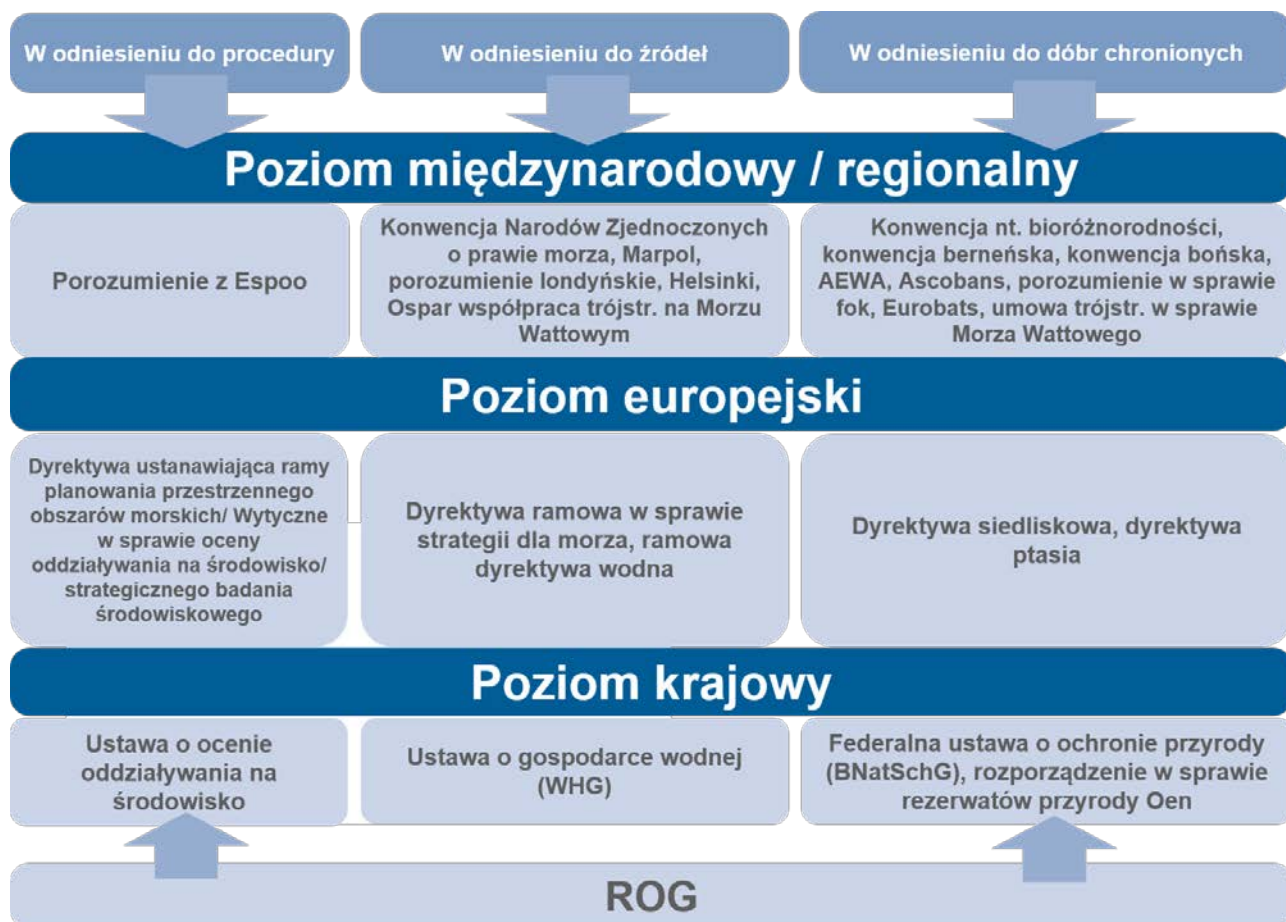 W odniesieniu do procedury
W odniesieniu do źródeł
W odniesieniu do dóbr chronionych
Poziom międzynarodowy / regionalny
Porozumienie z Espoo
Konwencja Narodów Zjednoczonych
o prawie morza, Marpol,
porozumienie londyńskie, Helsinki,
Ospar współpraca trójstr. na Morzu
Wattowym
Konwencja nt. bioróżnorodności,
konwencja berneńska, konwencja bońska,
AEWA, Ascobans, porozumienie w sprawie
fok, Eurobats, umowa trójstr. w sprawie
Morza Wattowego
Poziom europejski
Dyrektywa ustanawiająca ramy
planowania przestrzennego
obszarów morskich/ Wytyczne
w sprawie oceny
oddziaływania na środowisko/
strategicznego badania
środowiskowego
Dyrektywa ramowa w sprawie
strategii dla morza, ramowa
dyrektywa wodna
Dyrektywa siedliskowa, dyrektywa
ptasia
Poziom krajowy
Ustawa o ocenie
oddziaływania na
środowisko
Ustawa o gospodarce wodnej
(WHG)
Federalna ustawa o ochronie przyrody
(BNatSchG), rozporządzenie w sprawie
rezerwatów przyrody Oen
ROG